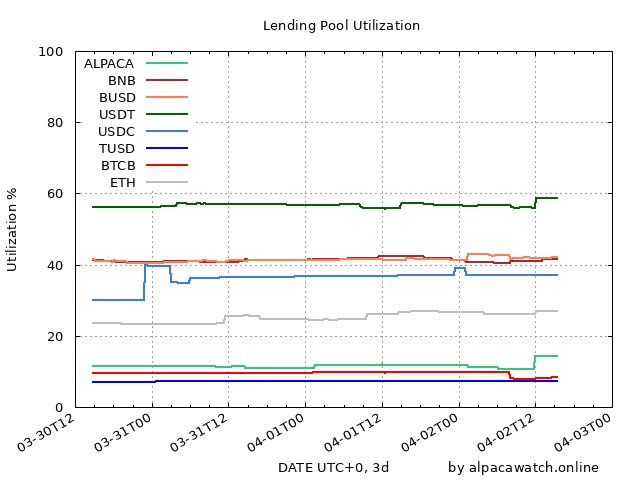 Lending Pool Utilization
Utilization %
100
80
60
40
20
0
ALPACA
BNB
BUSD
USDT
USDC
TUSD
BTCB
ETH
03-30T12
03-31T00
03-31T12
04-01T00
04-01T12
04-02T00
04-02T12
04-03T00
DATE UTC+0, 3d
by alpacawatch.online